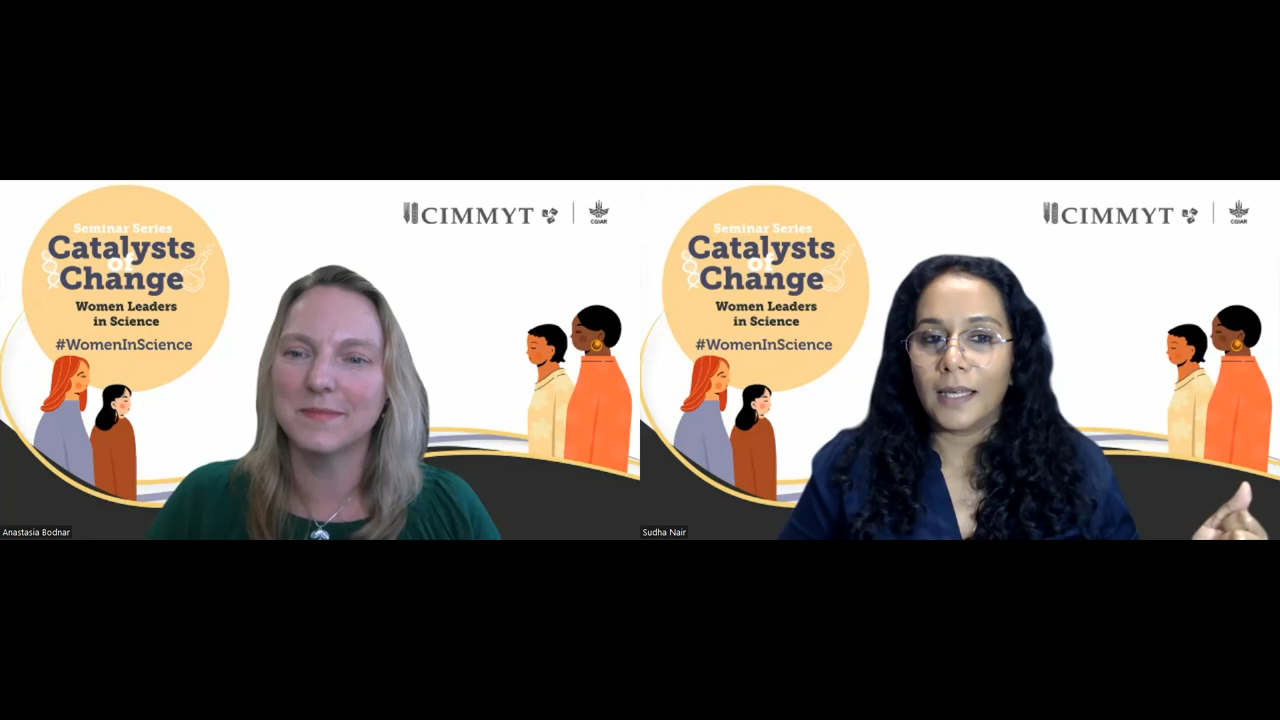 Seminar Series
Catalysts
of
Change
Women Leaders
in Science
#WomenInScience
CIMMYT
CGIAR
Anastasia Bodnar
Seminar Series
Catalysts
of
Change
Women Leaders
in Science
#WomenInScience
CIMMYT
CGIAR
Sudha Nair